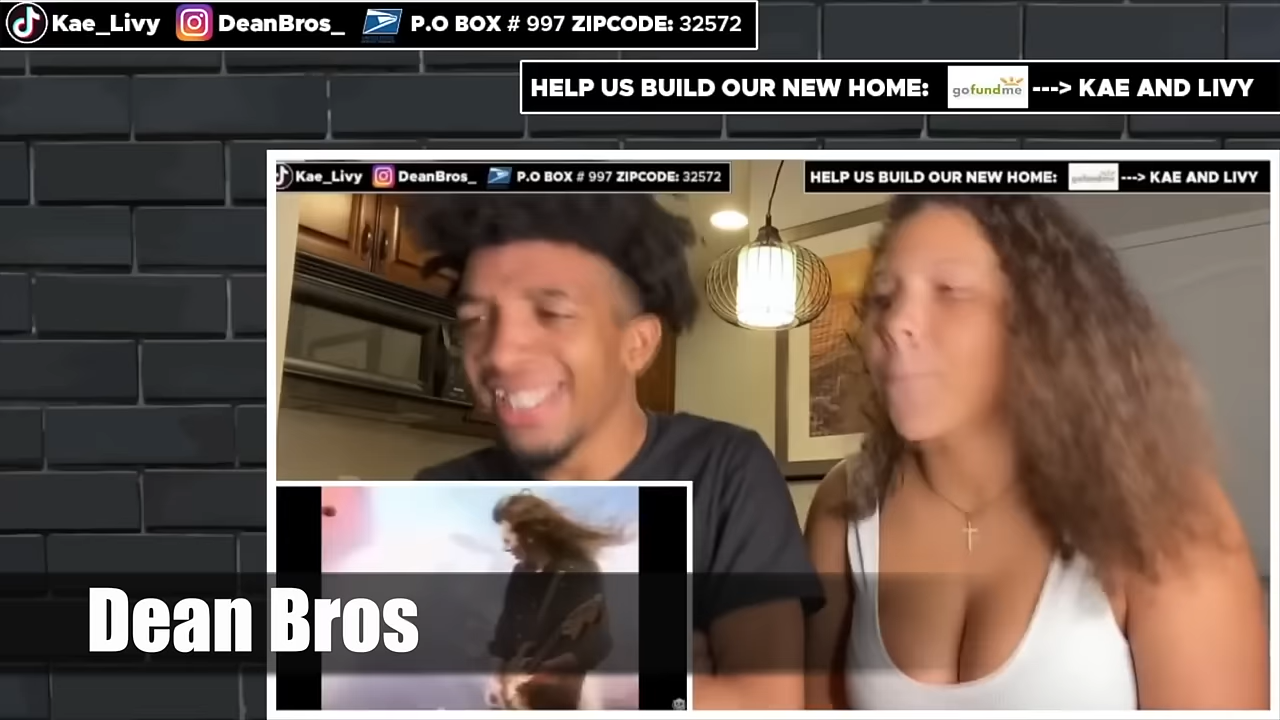 Kae_Livy DeanBros_ P.O BOX # 997 ZIPCODE: 32572
HELP US BUILD OUR NEW HOME: gofundme ---> KAE AND LIVY
Kae_Livy DeanBros_ P.O BOX # 997 ZIPCODE: 32572
HELP US BUILD OUR NEW HOME: gofundme ---> KAE AND LIVY
Dean Bros